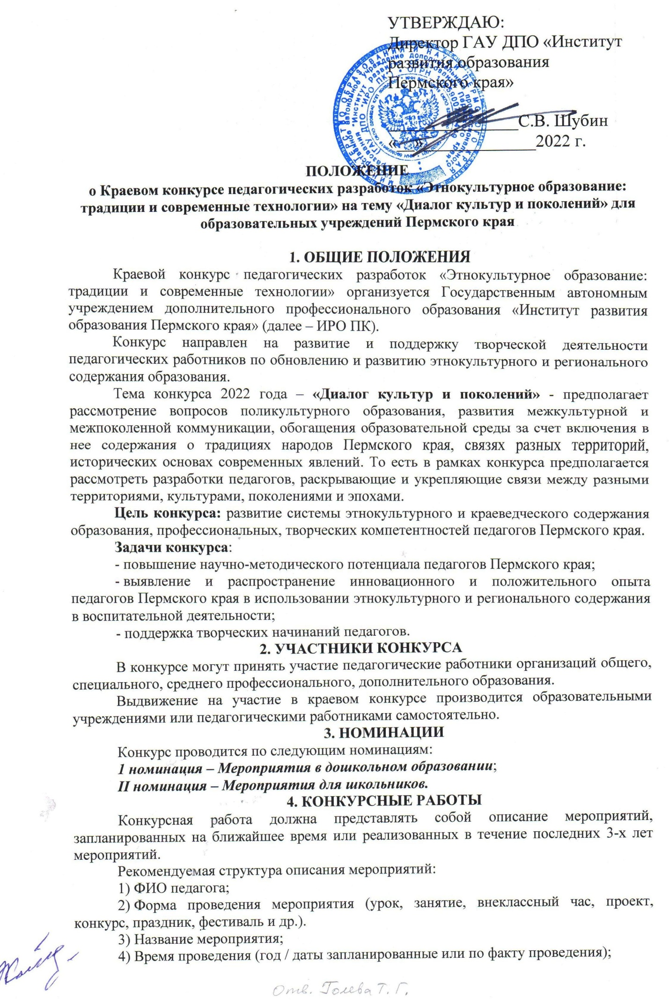 УТВЕРЖДАЮ:
Директор ГАУ ДПО «Институт
развития образования
Пермского края»
_______________С.В. Шубин
«__»_____________2022 г.
ПОЛОЖЕНИЕ
о Краевом конкурсе педагогических разработок «Этнокультурное образование:
традиции и современные технологии» на тему «Диалог культур и поколений» для
образовательных учреждений Пермского края
1. ОБЩИЕ ПОЛОЖЕНИЯ
Краевой конкурс педагогических разработок «Этнокультурное образование:
традиции и современные технологии» организуется Государственным автономным
учреждением дополнительного профессионального образования «Институт развития
образования Пермского края» (далее – ИРО ПК).
Конкурс направлен на развитие и поддержку творческой деятельности
педагогических работников по обновлению и развитию этнокультурного и регионального
содержания образования.
Тема конкурса 2022 года – «Диалог культур и поколений» - предполагает
рассмотрение вопросов поликультурного образования, развития межкультурной и
межпоколенной коммуникации, обогащения образовательной среды за счет включения в
нее содержания о традициях народов Пермского края, связях разных территорий,
исторических основах современных явлений. То есть в рамках конкурса предполагается
рассмотреть разработки педагогов, раскрывающие и укрепляющие связи между разными
территориями, культурами, поколениями и эпохами.
Цель конкурса: развитие системы этнокультурного и краеведческого содержания
образования, профессиональных, творческих компетентностей педагогов Пермского края.
Задачи конкурса:
- повышение научно-методического потенциала педагогов Пермского края;
- выявление и распространение инновационного и положительного опыта
педагогов Пермского края в использовании этнокультурного и регионального содержания
в воспитательной деятельности;
- поддержка творческих начинаний педагогов.
2. УЧАСТНИКИ КОНКУРСА
В конкурсе могут принять участие педагогические работники организаций общего,
специального, среднего профессионального, дополнительного образования.
Выдвижение на участие в краевом конкурсе производится образовательными
учреждениями или педагогическими работниками самостоятельно.
3. НОМИНАЦИИ
Конкурс проводится по следующим номинациям:
1 номинация – Мероприятия в дошкольном образовании;
II номинация – Мероприятия для школьников.
4. КОНКУРСНЫЕ РАБОТЫ
Конкурсная работа должна представлять собой описание мероприятий,
запланированных на ближайшее время или реализованных в течение последних 3-х лет
мероприятий.
Рекомендуемая структура описания мероприятий:
1) ФИО педагога;
2) Форма проведения мероприятия (урок, занятие, внеклассный час, проект,
конкурс, праздник, фестиваль и др.).
3) Название мероприятия;
4) Время проведения (год / даты запланированные или по факту проведения);
Отв. Голева Т. Г.